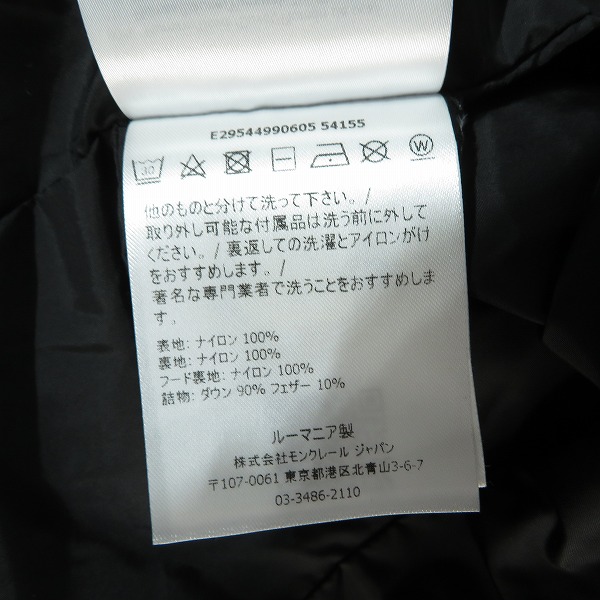 E29544990605 54155
30
W
他のものと分けて洗って下さい。/
取り外し可能な付属品は洗う前に外して
ください。/ 裏返しての洗濯とアイロンがけ
をおすすめします。/
著名な専門業者で洗うことをおすすめしま
す。
表地: ナイロン 100%
裏地: ナイロン 100%
フード裏地: ナイロン 100%
詰物: ダウン 90% フェザー 10%
ルーマニア製
株式会社モンクレール ジャパン
〒107-0061 東京都港区北青山3-6-7
03-3486-2110